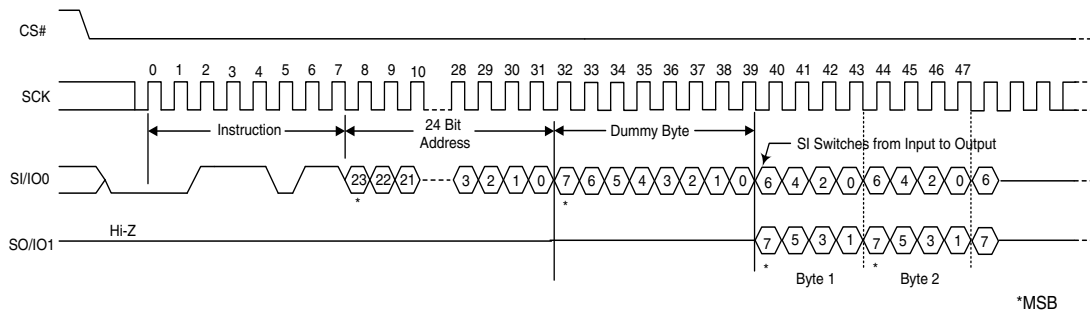 CS#
0 1 2 3 4 5 6 7 8 9 10 28 29 30 31 32 33 34 35 36 37 38 39 40 41 42 43 44 45 46 47
SCK
Instruction 24 Bit Address Dummy Byte
SI Switches from Input to Output
SI/IO0 23 22 21 3 2 1 0 7 6 5 4 3 2 1 0 6 4 2 0 6 4 2 0 6
* *
SO/IO1 Hi-Z 7 5 3 1 7 5 3 1 7
* *
Byte 1 Byte 2
*MSB